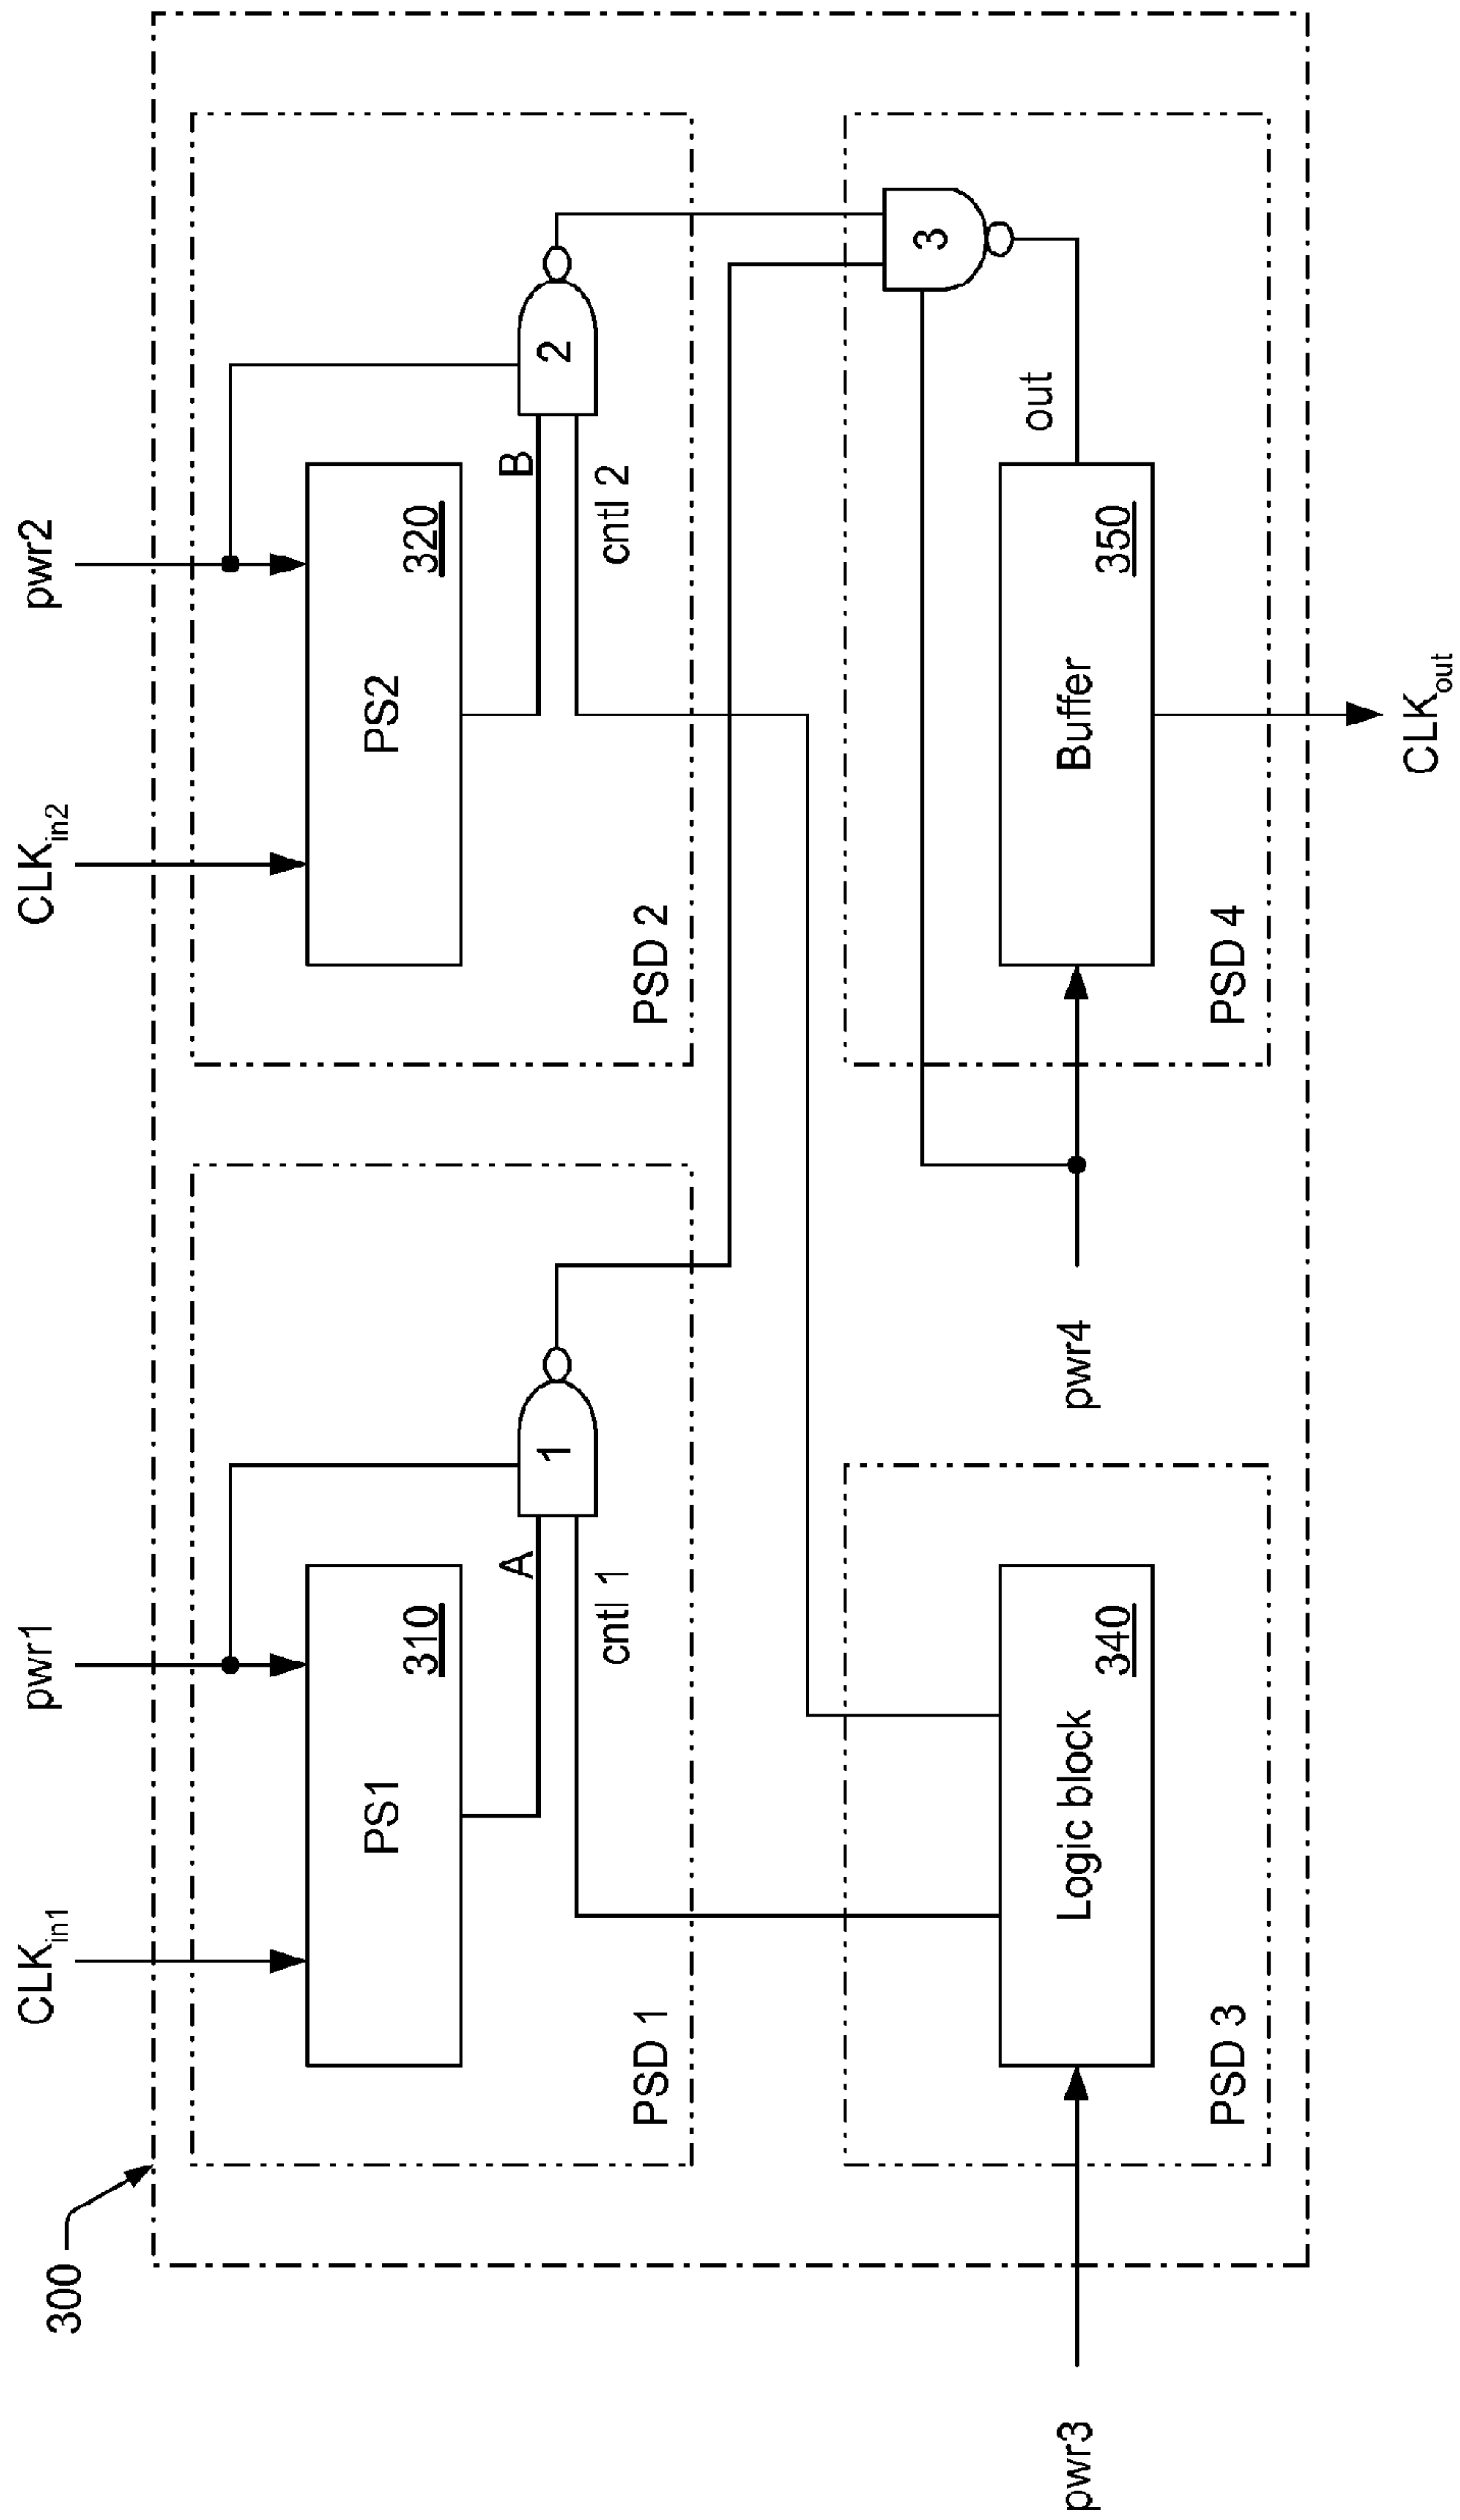 300
CLKin1
pwr1
CLKin2
pwr2
PS1
310
A
cntl 1
1
PSD 1
PS2
320
B
cntl 2
2
PSD 2
pwr3
Logic block
340
PSD 3
pwr4
Buffer
350
out
3
PSD 4
CLKout